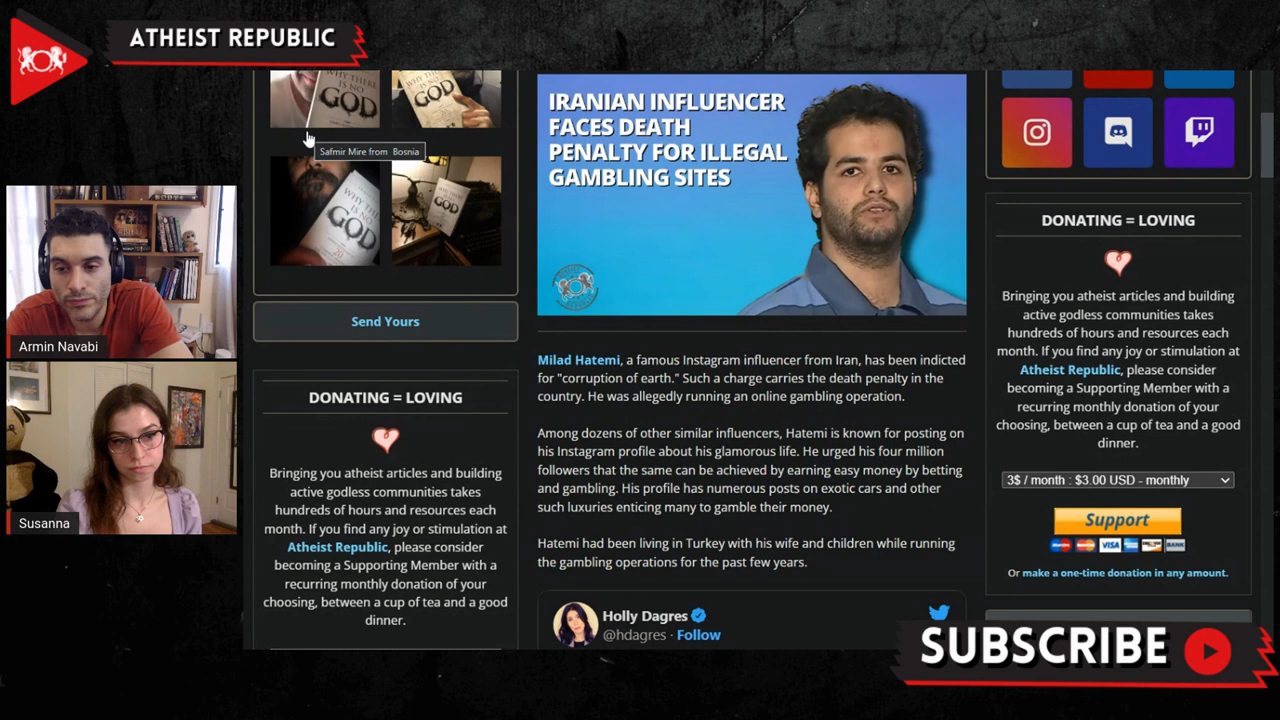 ATHEIST REPUBLIC
WHY THERE
IS NO
GOD
GOD
Safmir Mire from Bosnia
GOD
GOD
Send Yours
DONATING = LOVING
Bringing you atheist articles and building
active godless communities takes
hundreds of hours and resources each
month. If you find any joy or stimulation at
Atheist Republic, please consider
becoming a Supporting Member with a
recurring monthly donation of your
choosing, between a cup of tea and a good
dinner.
IRANIAN INFLUENCER
FACES DEATH
PENALTY FOR ILLEGAL
GAMBLING SITES
Milad Hatemi, a famous Instagram influencer from Iran, has been indicted
for "corruption of earth." Such a charge carries the death penalty in the
country. He was allegedly running an online gambling operation.
Among dozens of other similar influencers, Hatemi is known for posting on
his Instagram profile about his glamorous life. He urged his four million
followers that the same can be achieved by earning easy money by betting
and gambling. His profile has numerous posts on exotic cars and other
such luxuries enticing many to gamble their money.
Hatemi had been living in Turkey with his wife and children while running
the gambling operations for the past few years.
Holly Dagres
@hdagres · Follow
DONATING = LOVING
Bringing you atheist articles and building
active godless communities takes
hundreds of hours and resources each
month. If you find any joy or stimulation at
Atheist Republic, please consider
becoming a Supporting Member with a
recurring monthly donation of your
choosing, between a cup of tea and a good
dinner.
3$ / month : $3.00 USD - monthly
Support
VISA
BANK
Or make a one-time donation in any amount.
Armin Navabi
Susanna
SUBSCRIBE